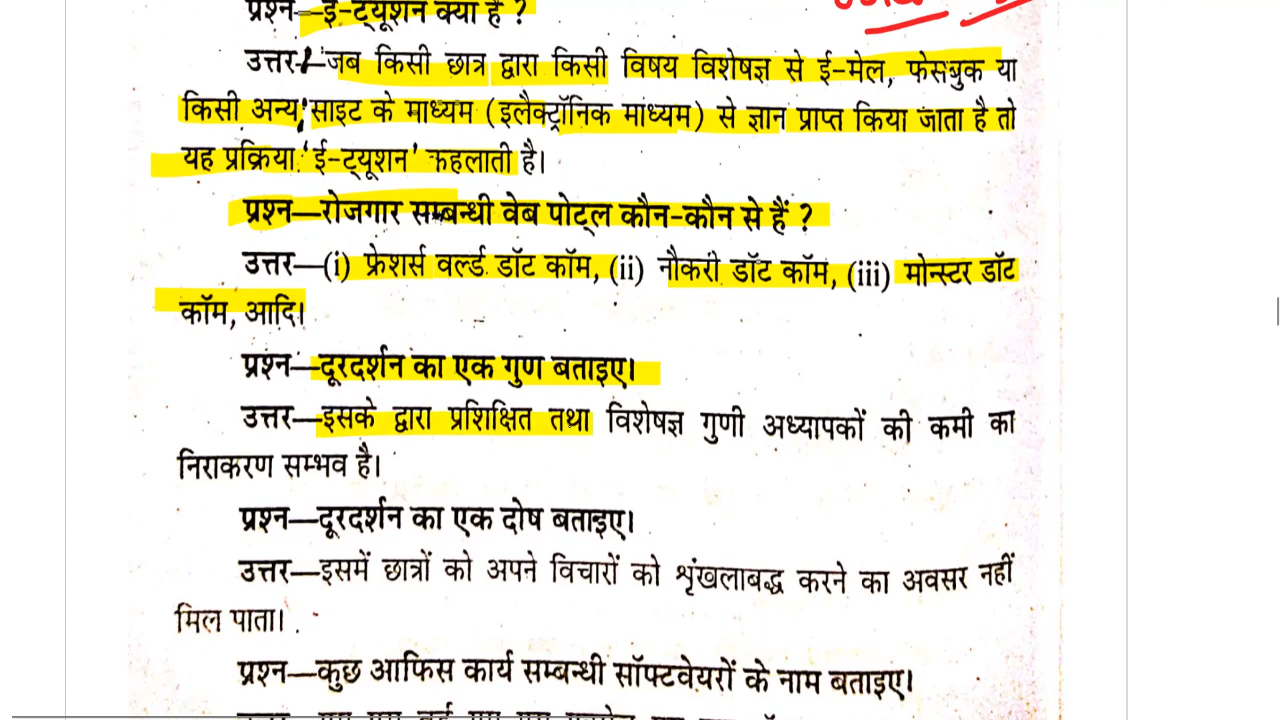 प्रश्न—ई-ट्यूशन क्या है ?
उत्तर—जब किसी छात्र द्वारा किसी विषय विशेषज्ञ से ई-मेल, फेसबुक या
किसी अन्य साइट के माध्यम (इलैक्ट्रॉनिक माध्यम) से ज्ञान प्राप्त किया जाता है तो
यह प्रक्रिया 'ई-ट्यूशन' कहलाती है।
प्रश्न—रोजगार सम्बन्धी वेब पोट्ल कौन-कौन से हैं ?
उत्तर—(i) फ्रेशर्स वर्ल्ड डॉट कॉम, (ii) नौकरी डॉट कॉम, (iii) मोन्स्टर डॉट
कॉम, आदि।
प्रश्न—दूरदर्शन का एक गुण बताइए।
उत्तर—इसके द्वारा प्रशिक्षित तथा विशेषज्ञ गुणी अध्यापकों की कमी का
निराकरण सम्भव है।
प्रश्न—दूरदर्शन का एक दोष बताइए।
उत्तर—इसमें छात्रों को अपने विचारों को शृंखलाबद्ध करने का अवसर नहीं
मिल पाता।
प्रश्न—कुछ आफिस कार्य सम्बन्धी सॉफ्टवेयरों के नाम बताइए।